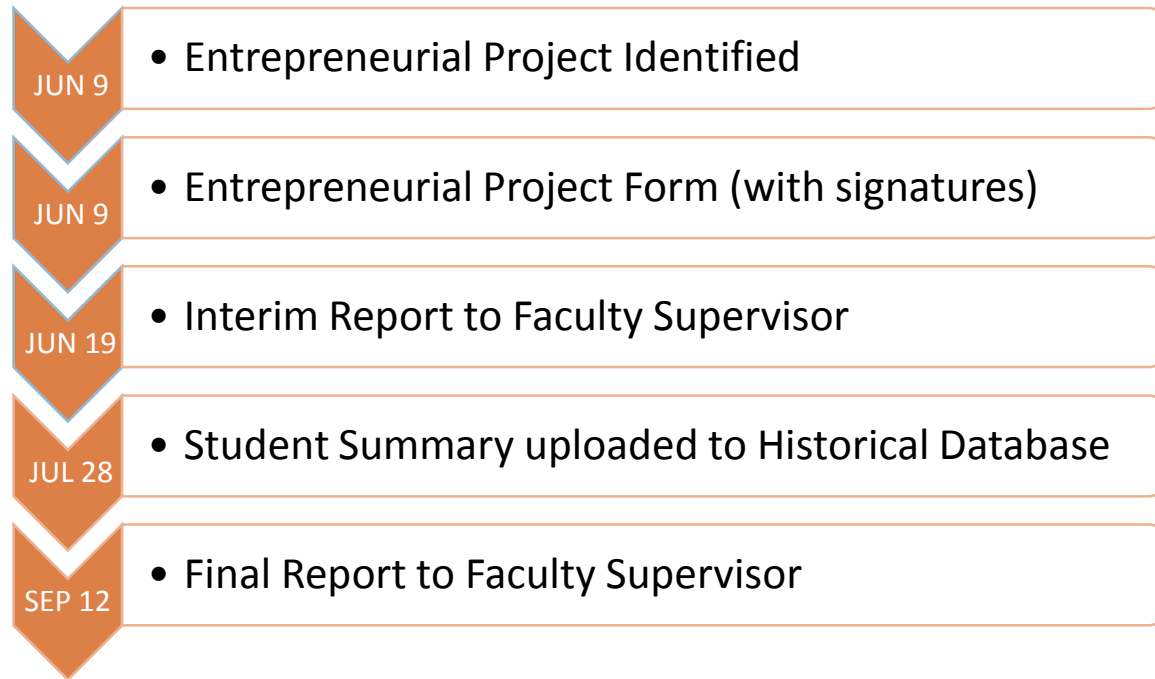 JUN 9
• Entrepreneurial Project Identified
JUN 9
• Entrepreneurial Project Form (with signatures)
JUN 19
• Interim Report to Faculty Supervisor
JUL 28
• Student Summary uploaded to Historical Database
SEP 12
• Final Report to Faculty Supervisor